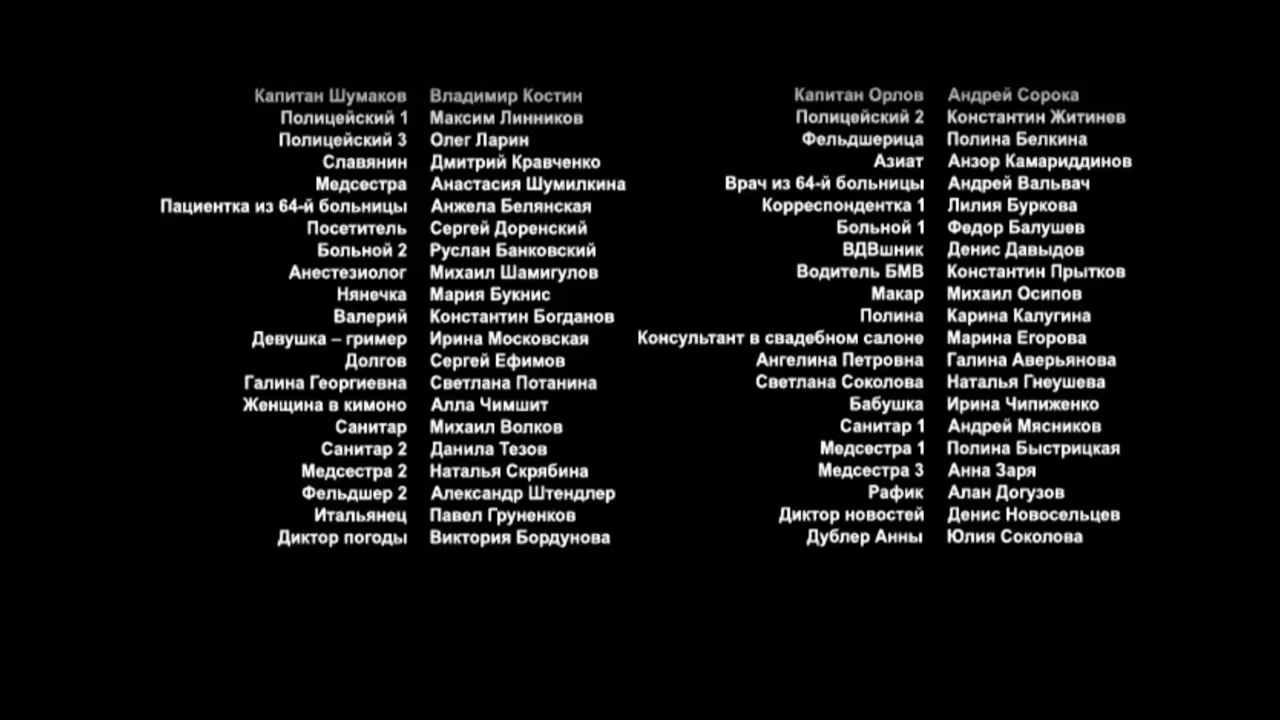 Капитан Шумаков Владимир Костин
Полицейский 1 Максим Линников
Полицейский 3 Олег Ларин
Славянин Дмитрий Кравченко
Медсестра Анастасия Шумилкина
Пациентка из 64-й больницы Анжела Белянская
Посетитель Сергей Доренский
Больной 2 Руслан Банковский
Анестезиолог Михаил Шамигулов
Нянечка Мария Букнис
Валерий Константин Богданов
Девушка – гример Ирина Московская
Долгов Сергей Ефимов
Галина Георгиевна Светлана Потанина
Женщина в кимоно Алла Чимшит
Санитар Михаил Волков
Санитар 2 Данила Тезов
Медсестра 2 Наталья Скрябина
Фельдшер 2 Александр Штендлер
Итальянец Павел Груненков
Диктор погоды Виктория Бордунова
Капитан Орлов Андрей Сорока
Полицейский 2 Константин Житинев
Фельдшерица Полина Белкина
Азиат Анзор Камариддинов
Врач из 64-й больницы Андрей Вальвач
Корреспондентка 1 Лилия Буркова
Больной 1 Федор Балушев
ВДВшник Денис Давыдов
Водитель БМВ Константин Прытков
Макар Михаил Осипов
Полина Карина Калугина
Консультант в свадебном салоне Марина Егорова
Ангелина Петровна Галина Аверьянова
Светлана Соколова Наталья Гнеушева
Бабушка Ирина Чипиженко
Санитар 1 Андрей Мясников
Медсестра 1 Полина Быстрицкая
Медсестра 3 Анна Заря
Рафик Алан Догузов
Диктор новостей Денис Новосельцев
Дублер Анны Юлия Соколова